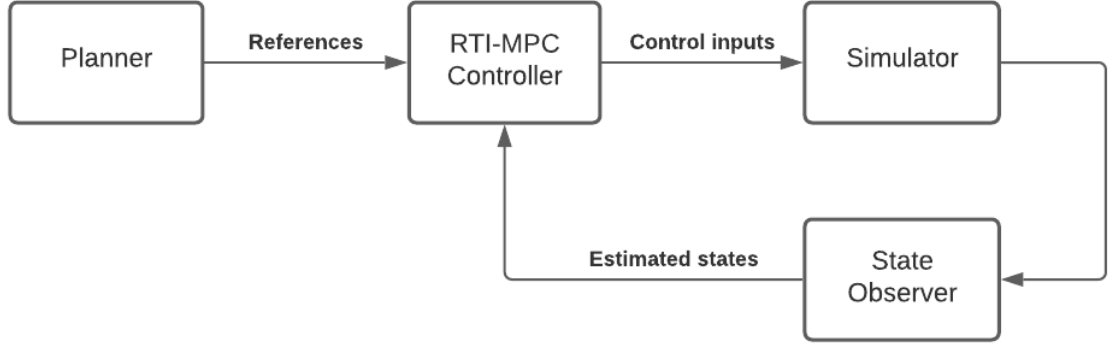 Planner
References
RTI-MPC
Controller
Control inputs
Simulator
Estimated states
State
Observer